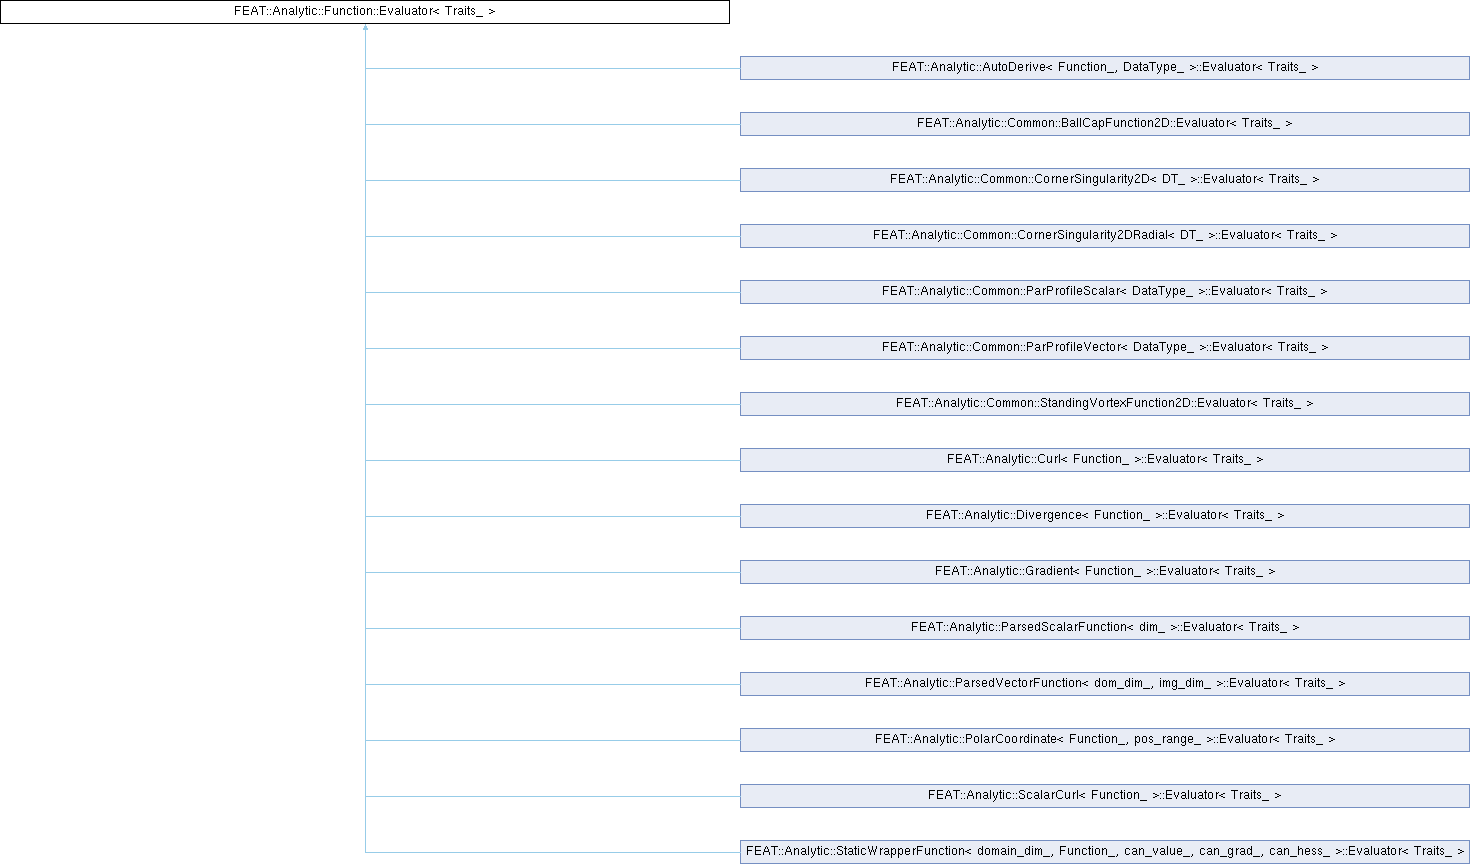 FEAT::Analytic::Function::Evaluator< Traits_ >
FEAT::Analytic::AutoDerive< Function_, DataType_ >::Evaluator< Traits_ >
FEAT::Analytic::Common::BallCapFunction2D::Evaluator< Traits_ >
FEAT::Analytic::Common::CornerSingularity2D< DT_ >::Evaluator< Traits_ >
FEAT::Analytic::Common::CornerSingularity2DRadial< DT_ >::Evaluator< Traits_ >
FEAT::Analytic::Common::ParProfileScalar< DataType_ >::Evaluator< Traits_ >
FEAT::Analytic::Common::ParProfileVector< DataType_ >::Evaluator< Traits_ >
FEAT::Analytic::Common::StandingVortexFunction2D::Evaluator< Traits_ >
FEAT::Analytic::Curl< Function_ >::Evaluator< Traits_ >
FEAT::Analytic::Divergence< Function_ >::Evaluator< Traits_ >
FEAT::Analytic::Gradient< Function_ >::Evaluator< Traits_ >
FEAT::Analytic::ParsedScalarFunction< dim_ >::Evaluator< Traits_ >
FEAT::Analytic::ParsedVectorFunction< dom_dim_, img_dim_ >::Evaluator< Traits_ >
FEAT::Analytic::PolarCoordinate< Function_, pos_range_ >::Evaluator< Traits_ >
FEAT::Analytic::ScalarCurl< Function_ >::Evaluator< Traits_ >
FEAT::Analytic::StaticWrapperFunction< domain_dim_, Function_, can_value_, can_grad_, can_hess_ >::Evaluator< Traits_ >